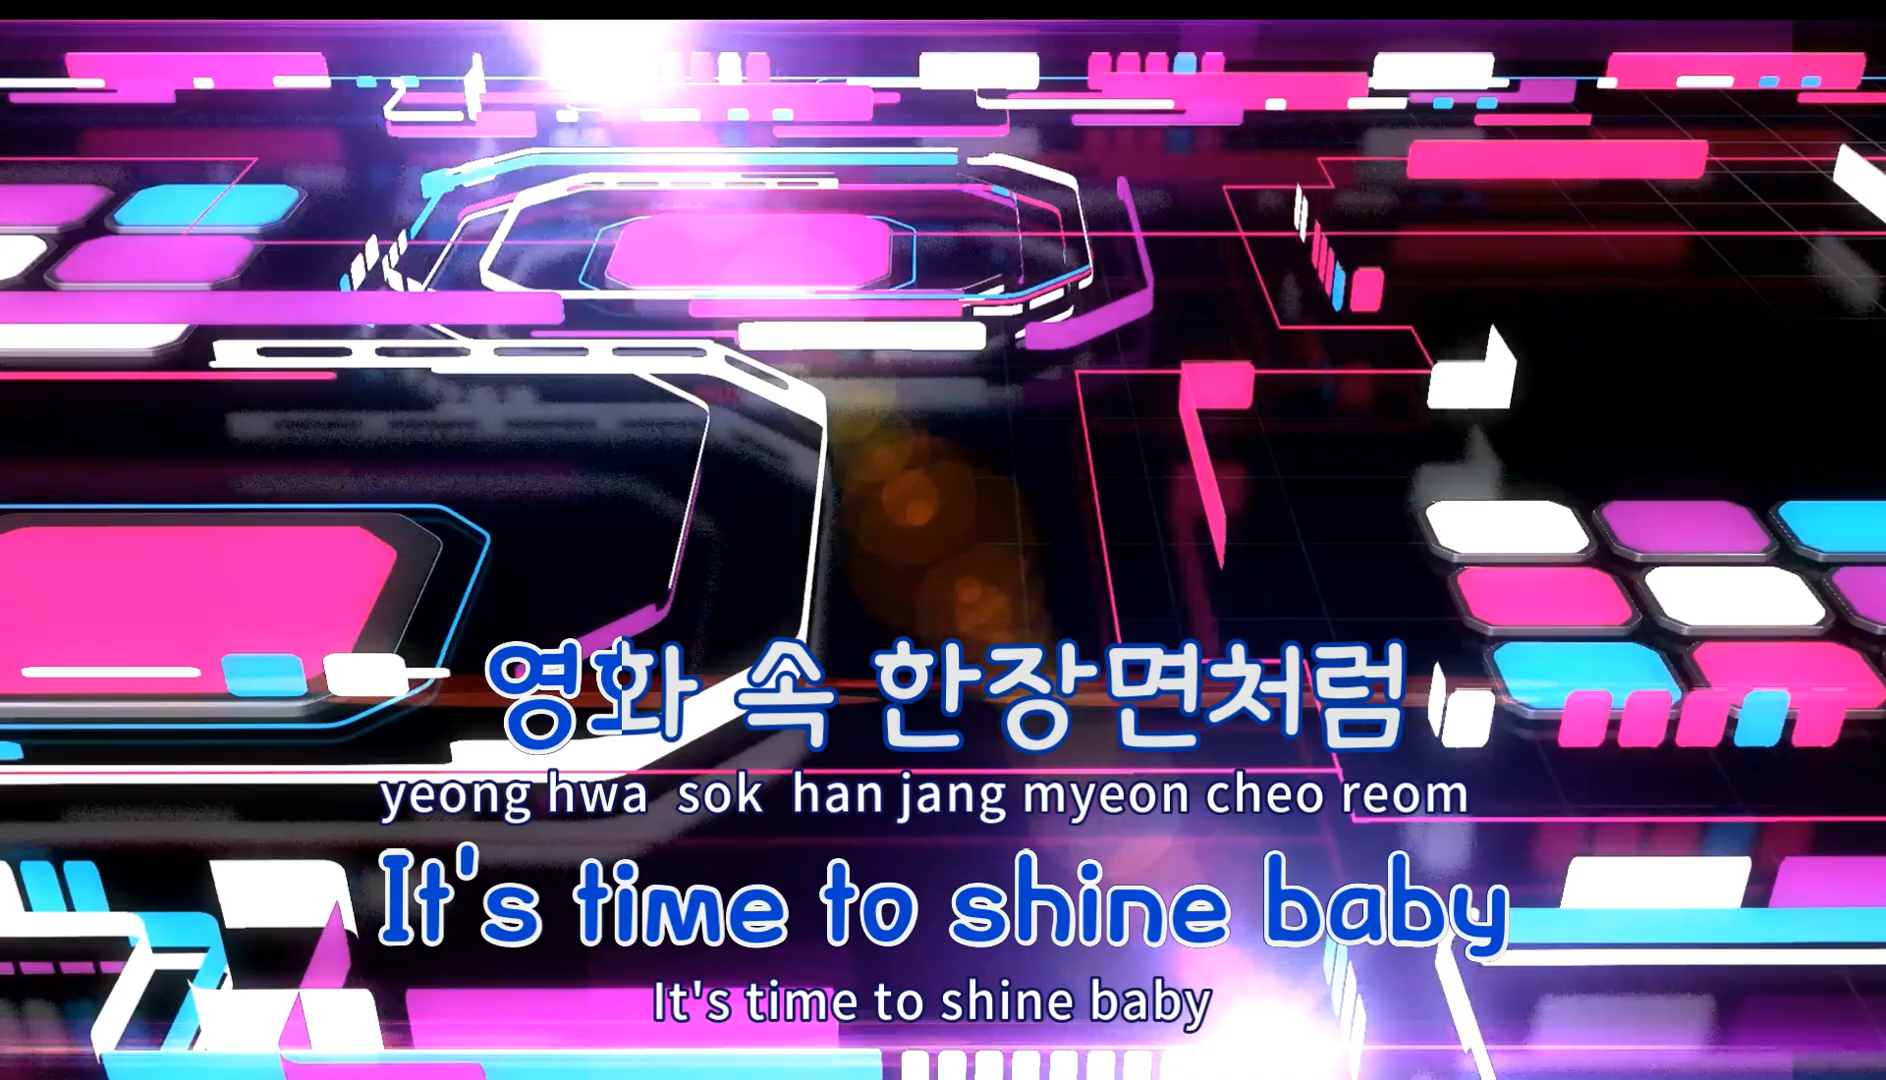 영화 속 한장면처럼
yeong hwa sok han jang myeon cheo reom
It's time to shine baby
It's time to shine baby